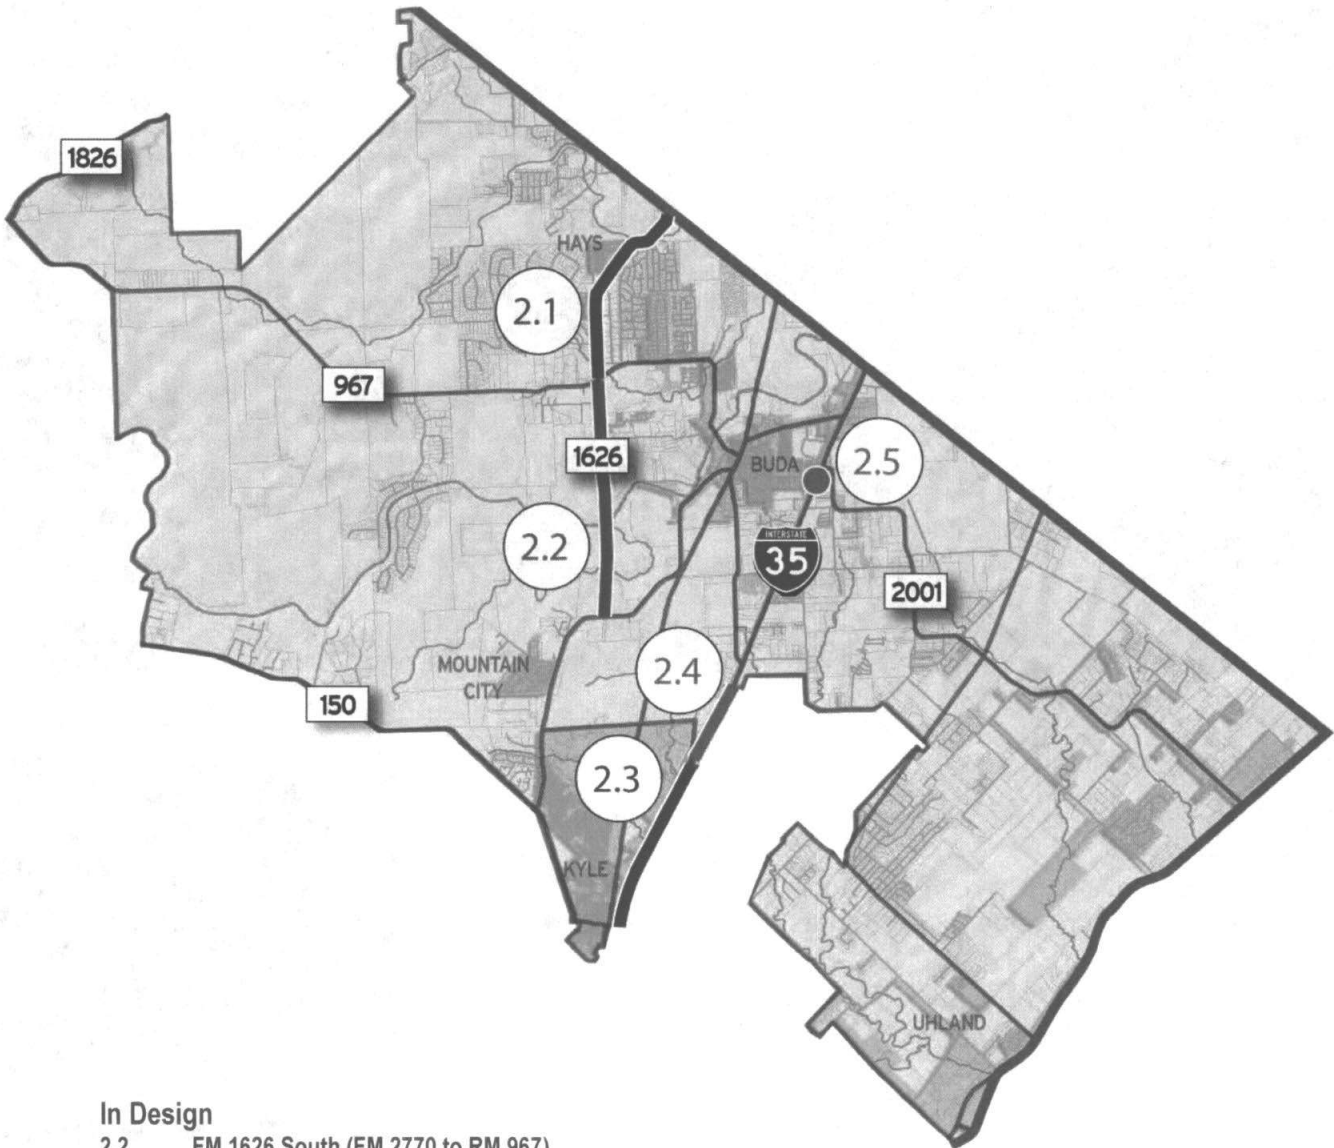 1826
HAYS
2.1
967
1626
BUDA
2.5
2.2
INTERSTATE
35
2001
MOUNTAIN
CITY
2.4
150
2.3
KYLE
UHLAND
In Design
2.2 FM 1626 South (FM 2770 to RM 967)